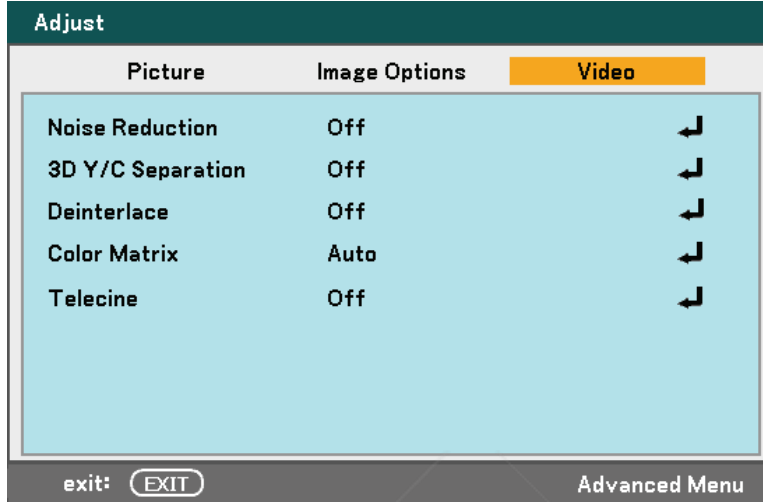 Adjust
Picture Image Options Video
Noise Reduction Off
3D Y/C Separation Off
Deinterlace Off
Color Matrix Auto
Telecine Off
exit: EXIT Advanced Menu